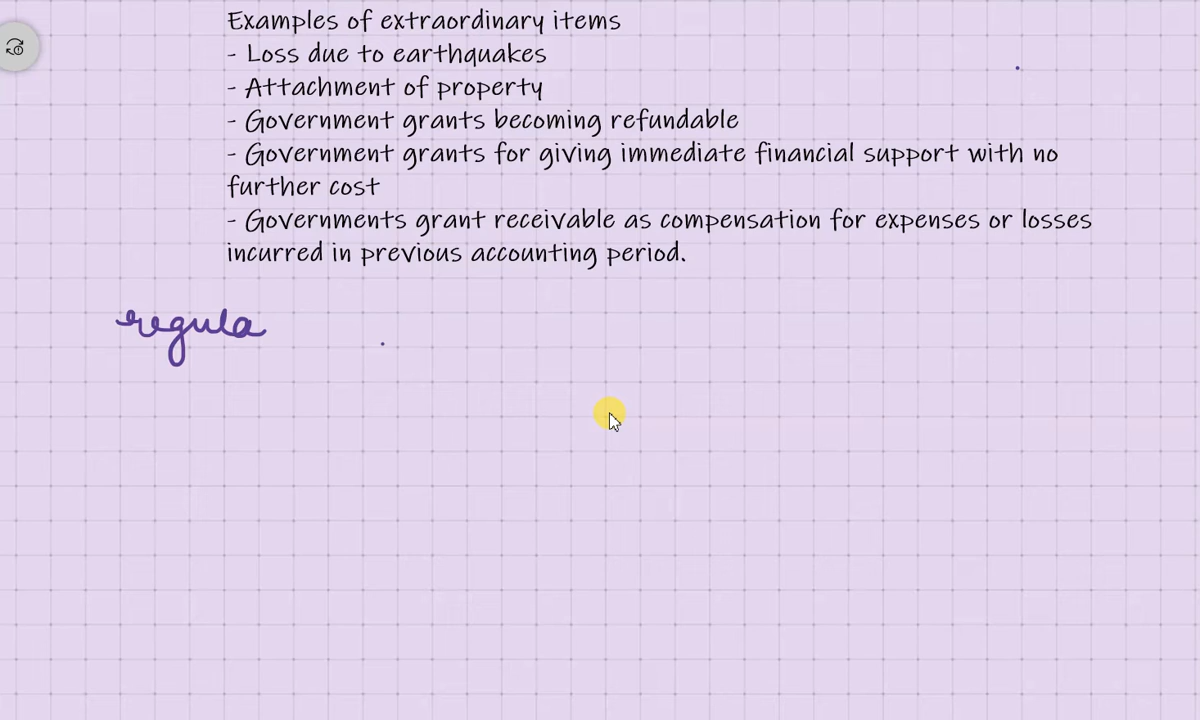 Examples of extraordinary items
- Loss due to earthquakes
- Attachment of property
- Government grants becoming refundable
- Government grants for giving immediate financial support with no
further cost
- Governments grant receivable as compensation for expenses or losses
incurred in previous accounting period.
regula